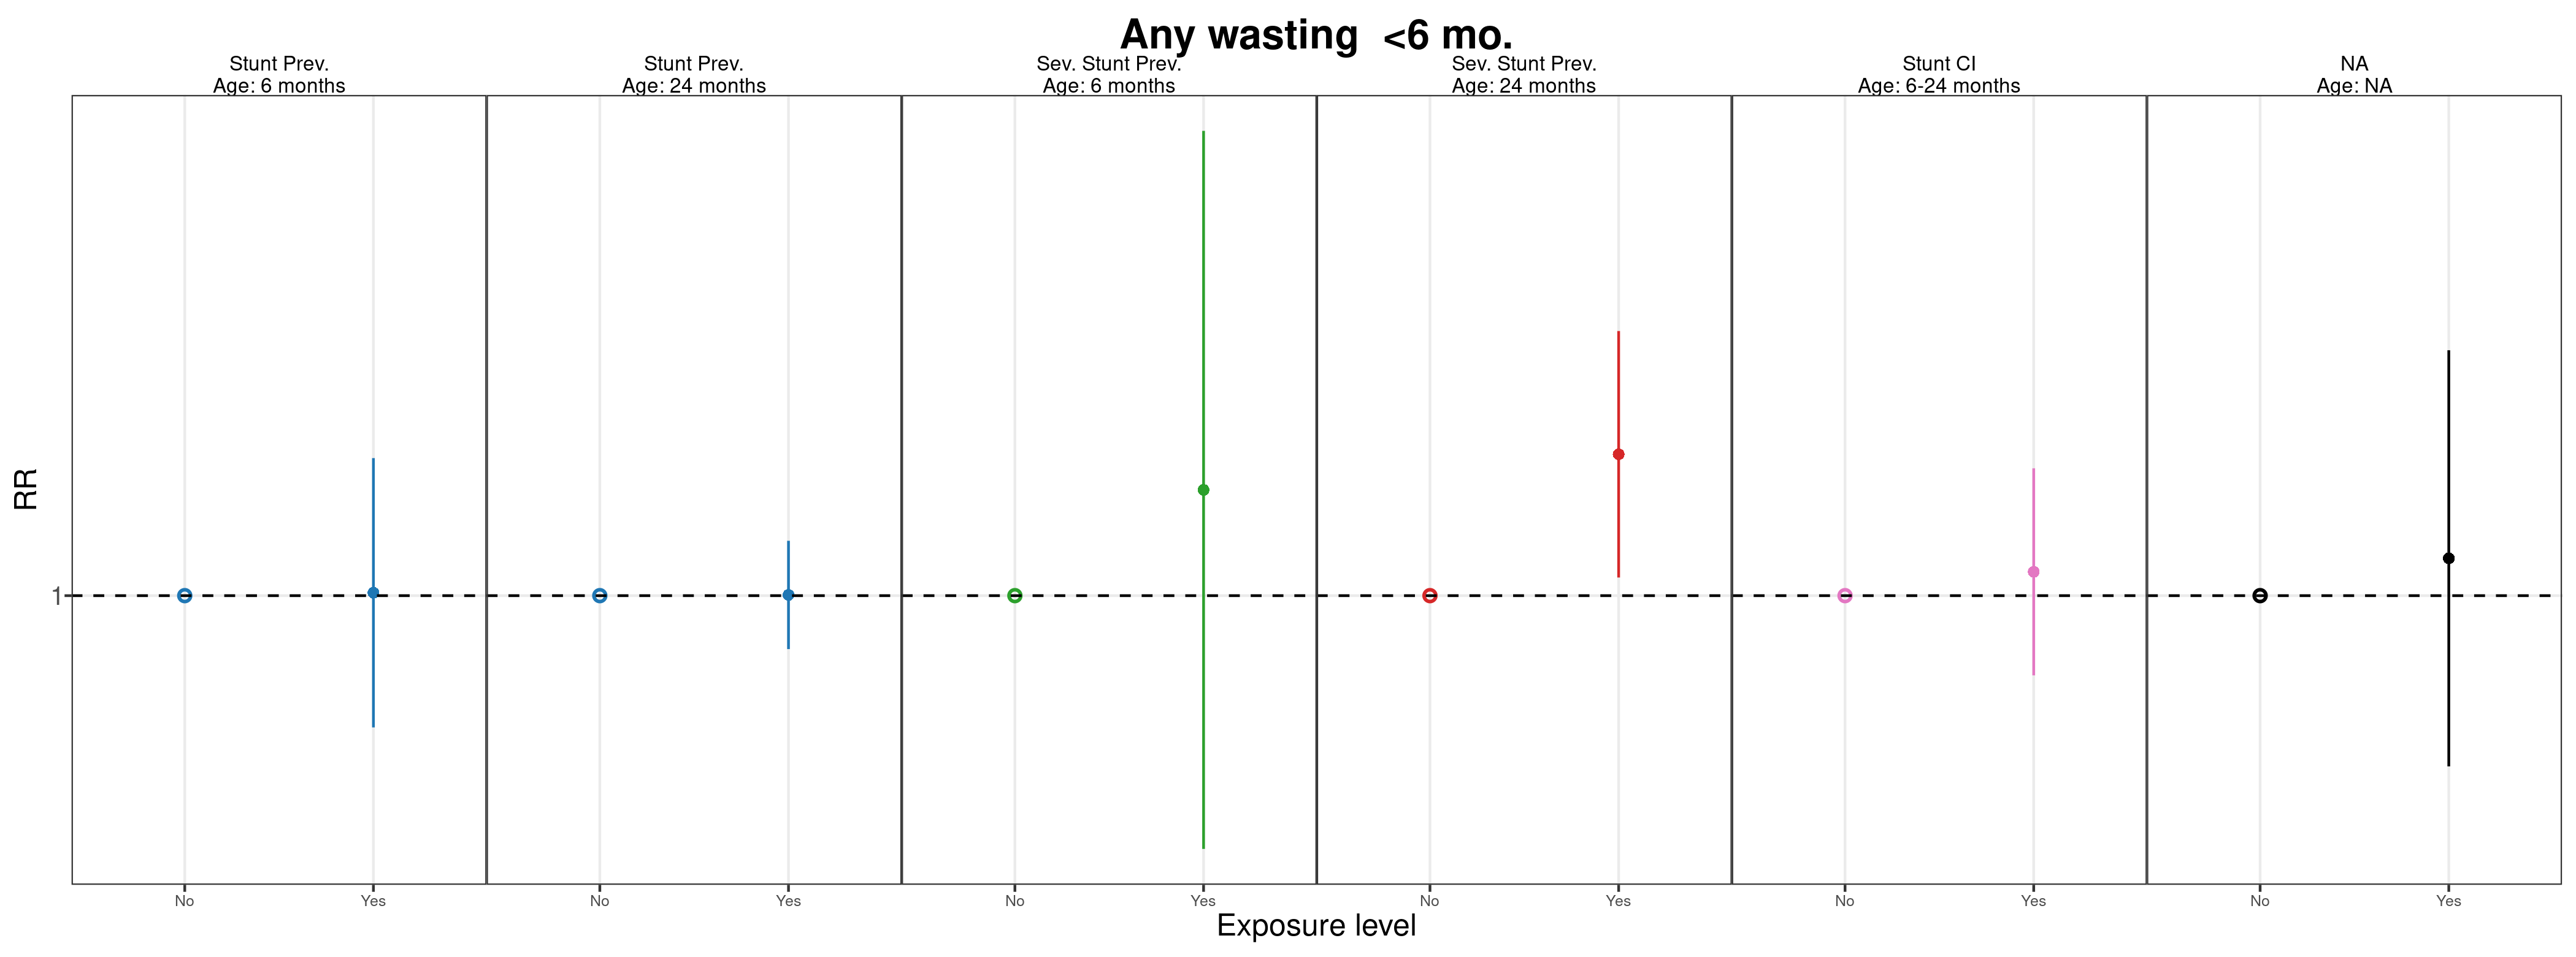 Any wasting  <6 mo.
Stunt Prev.
Age: 6 months
Stunt Prev.
Age: 24 months
Sev. Stunt Prev.
Age: 6 months
Sev. Stunt Prev.
Age: 24 months
Stunt CI
Age: 6-24 months
NA
Age: NA
RR
1
No Yes No Yes No Yes No Yes No Yes No Yes
Exposure level